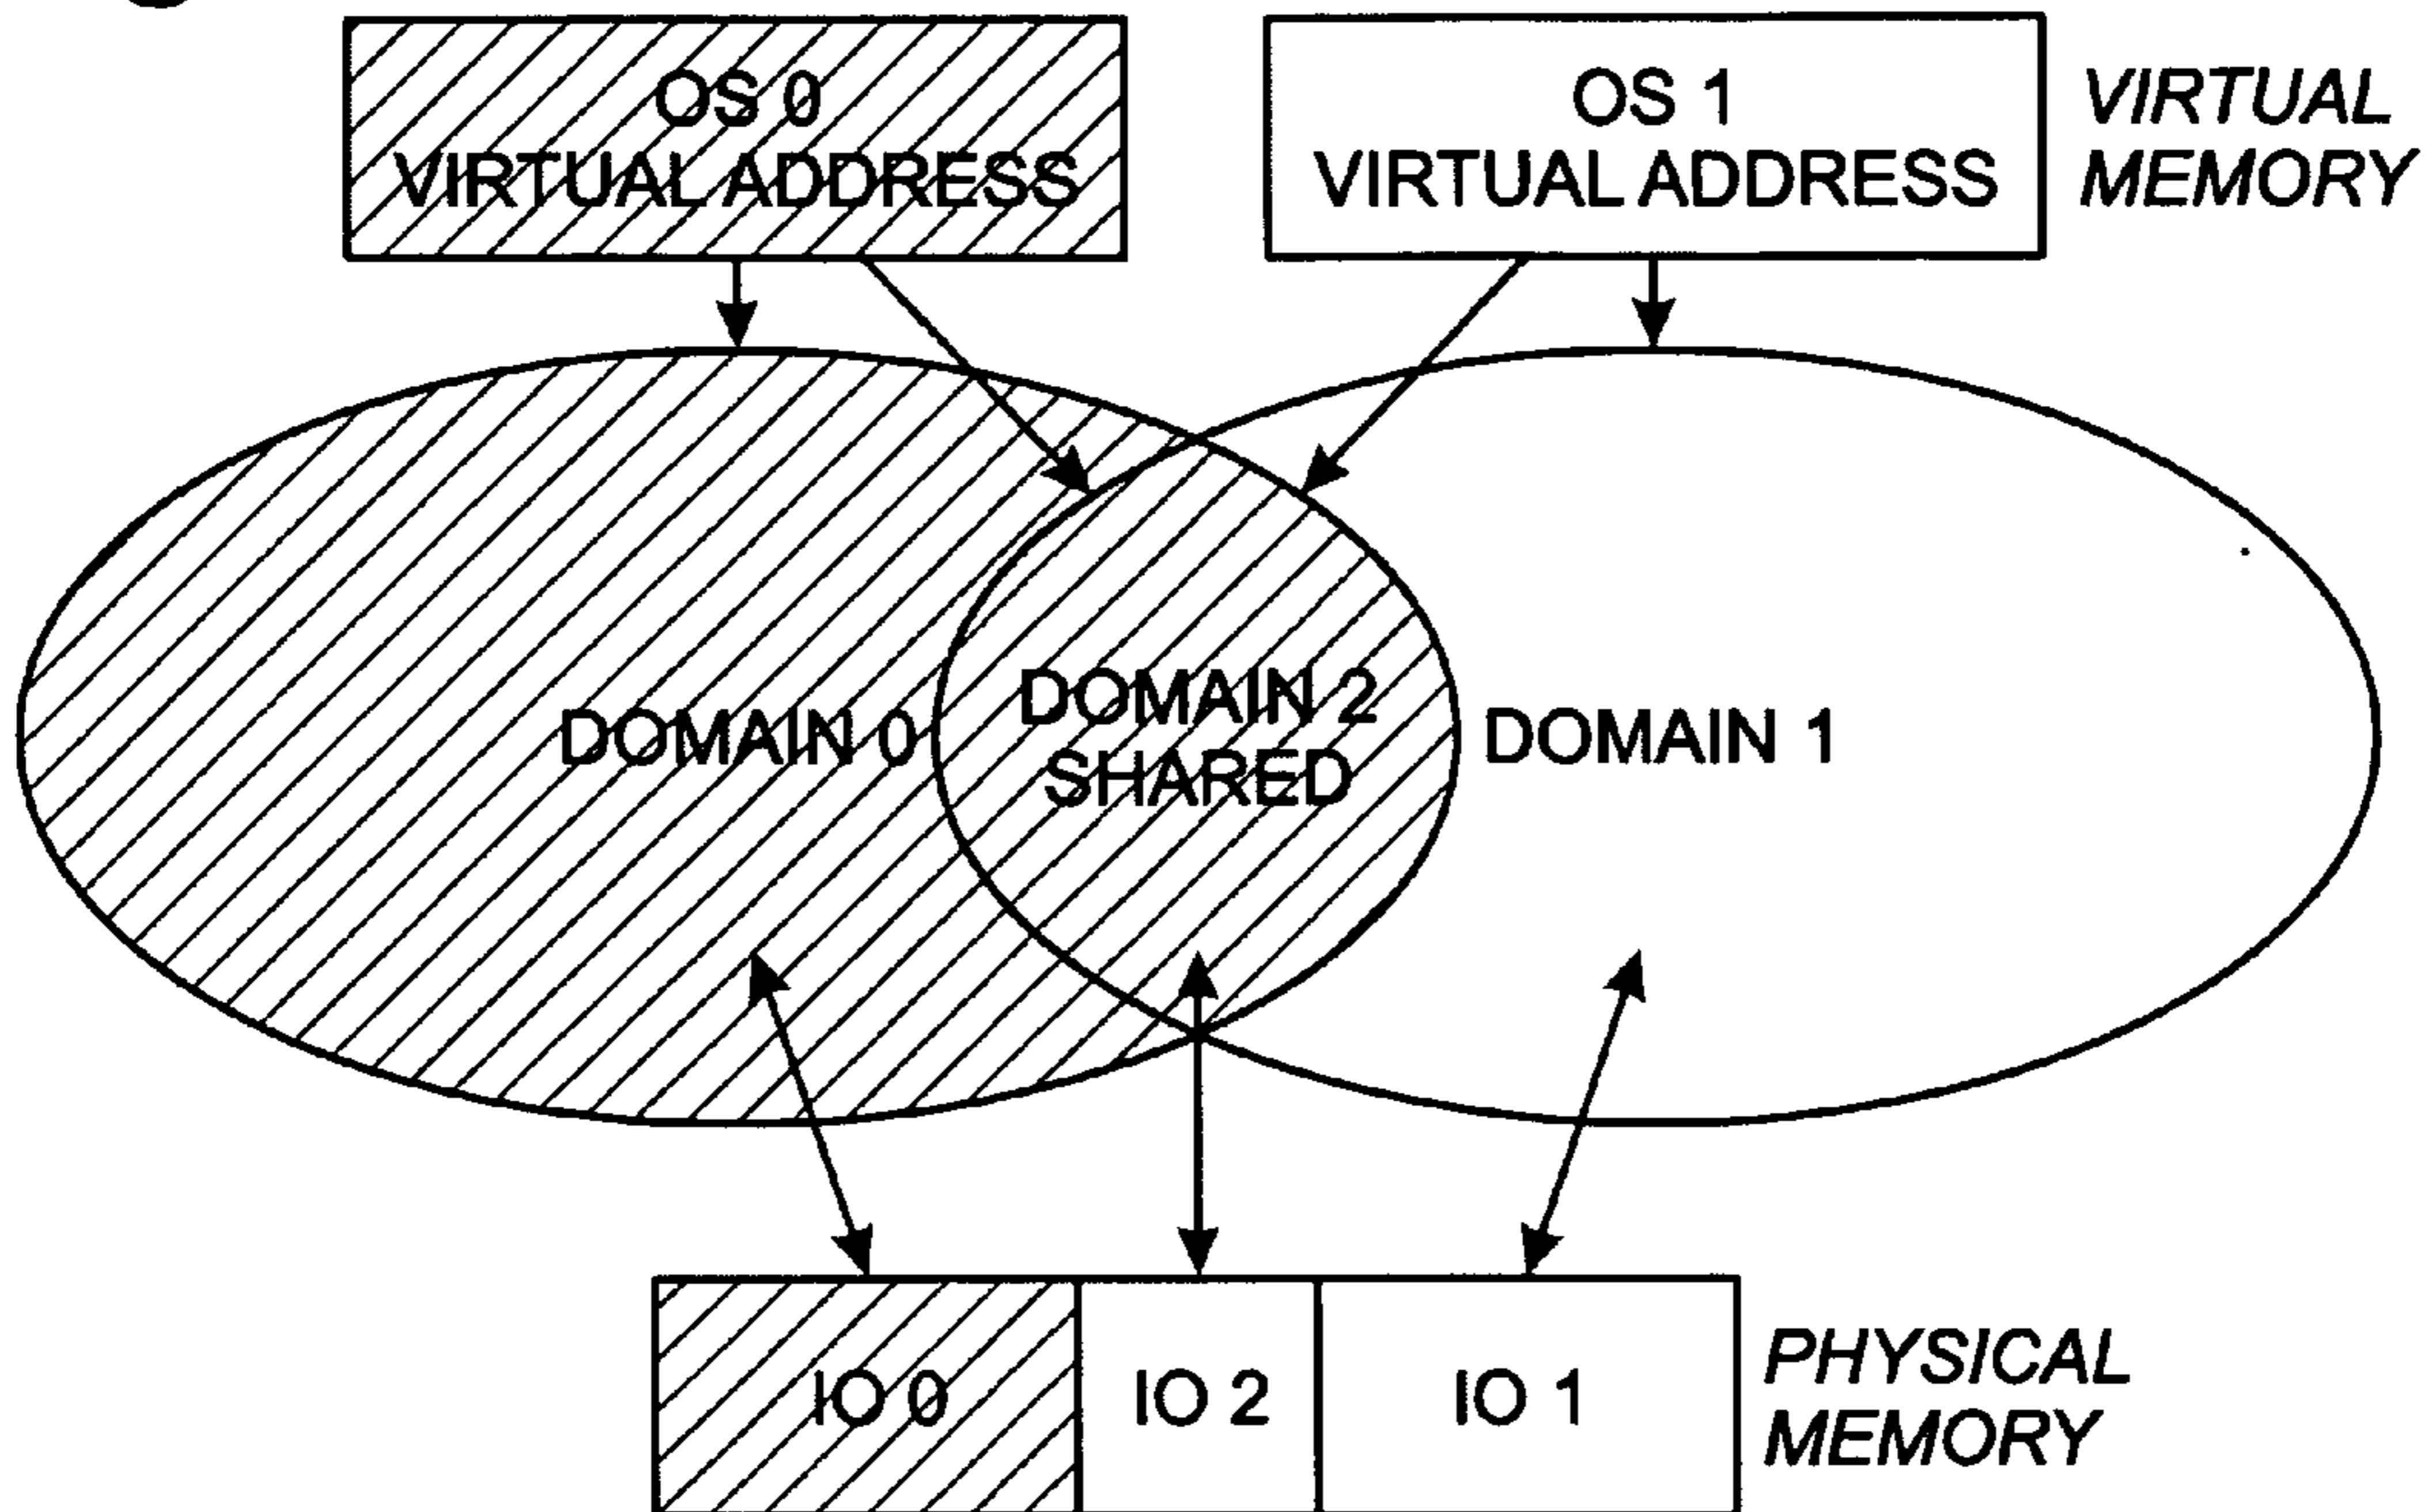 OS 0
VIRTUAL ADDRESS
OS 1
VIRTUAL ADDRESS
VIRTUAL
MEMORY
DOMAIN 0
DOMAIN 2
SHARED
DOMAIN 1
IO 0
IO 2
IO 1
PHYSICAL
MEMORY